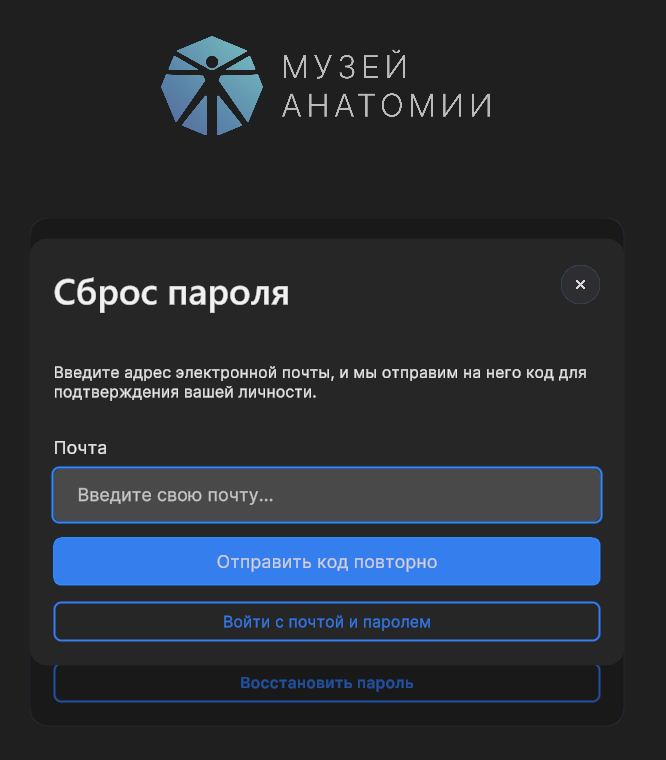 МУЗЕЙ
АНАТОМИИ
Сброс пароля
Введите адрес электронной почты, и мы отправим на него код для
подтверждения вашей личности.
Почта
Введите свою почту...
Отправить код повторно
Войти с почтой и паролем
Восстановить пароль